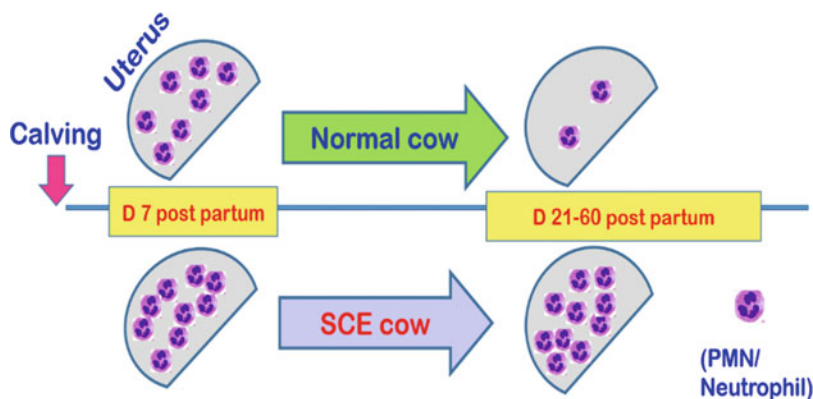 Uterus
Calving
Normal cow
D 7 post partum
D 21-60 post partum
SCE cow
(PMN/
Neutrophil)